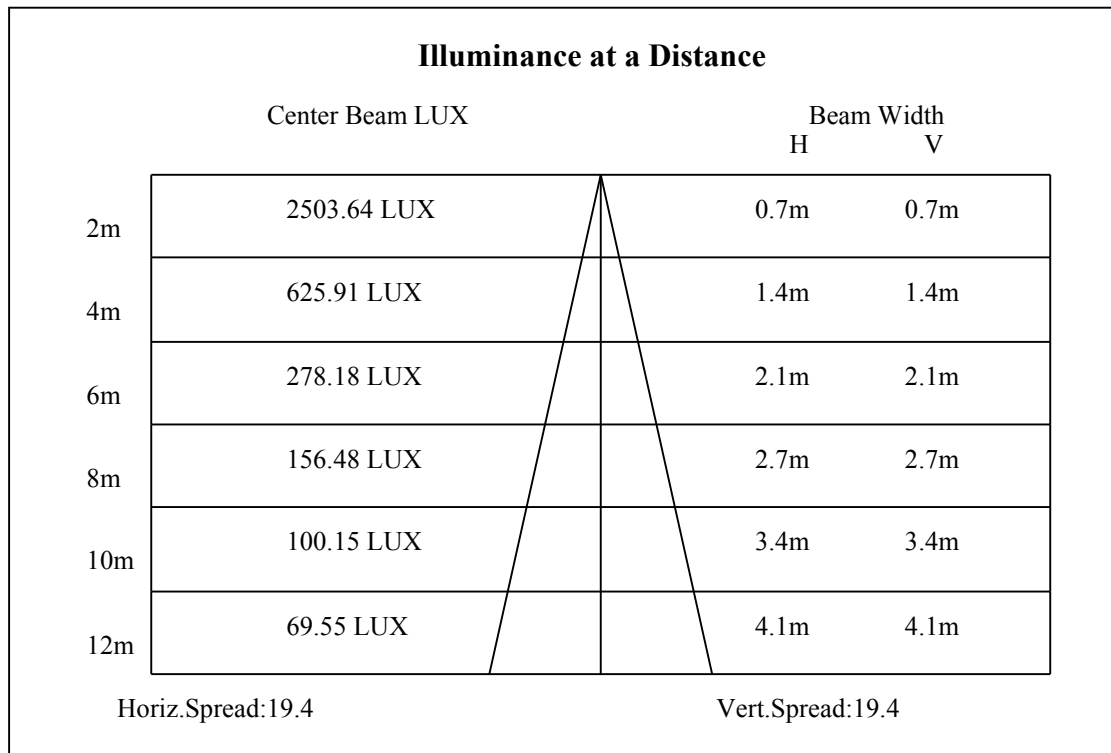 Illuminance at a Distance
Center Beam LUX Beam Width
H V
2m 2503.64 LUX 0.7m 0.7m
4m 625.91 LUX 1.4m 1.4m
6m 278.18 LUX 2.1m 2.1m
8m 156.48 LUX 2.7m 2.7m
10m 100.15 LUX 3.4m 3.4m
12m 69.55 LUX 4.1m 4.1m
Horiz.Spread:19.4 Vert.Spread:19.4